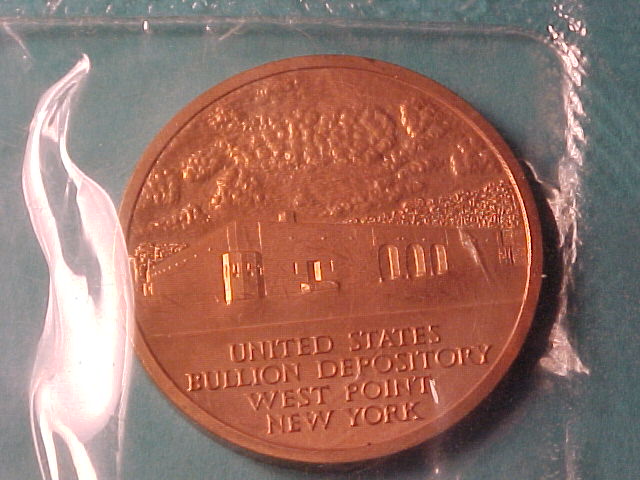 UNITED STATES
BULLION DEPOSITORY
WEST POINT
NEW YORK